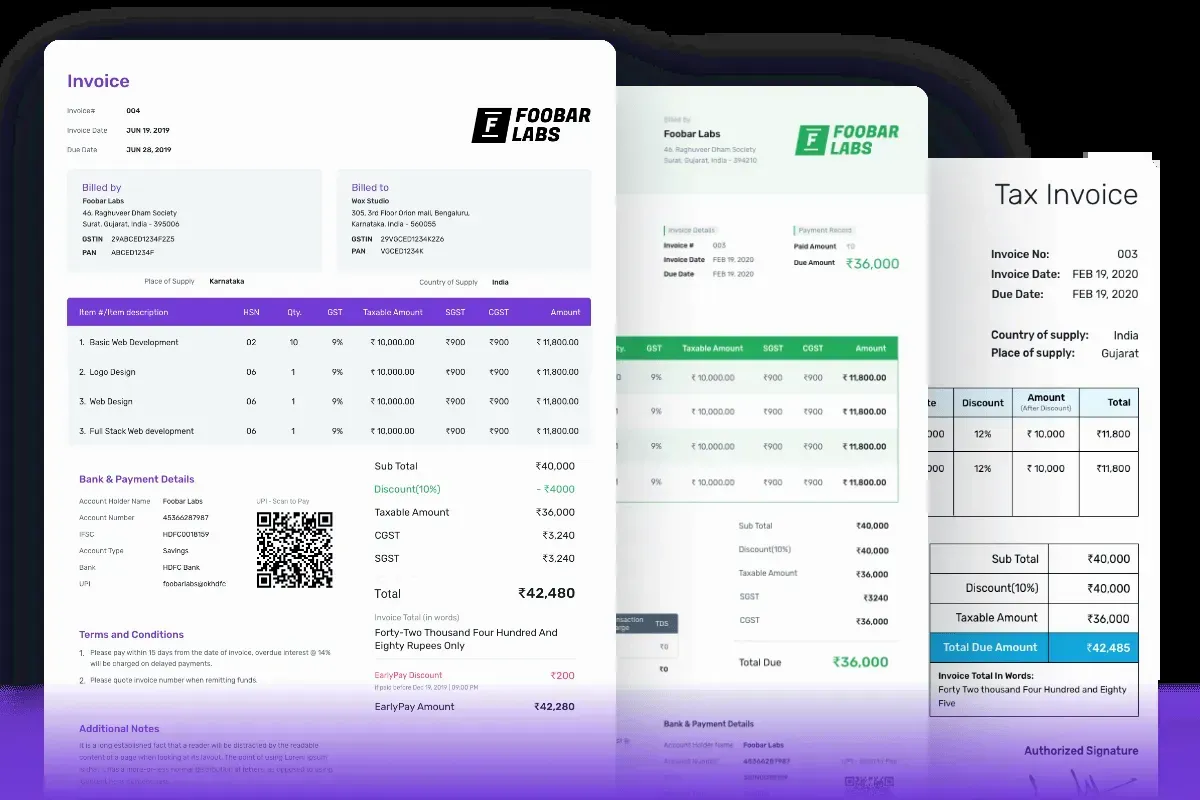 Invoice
Invoice# 004
Invoice Date JUN 19, 2019
Due Date JUN 28, 2019
FOOBAR
LABS
Billed by
Foobar Labs
46, Raghuveer Dham Society
Surat, Gujarat, India - 395006
GSTIN 29ABCED1234F2Z5
PAN ABCED1234F
Billed to
Wox Studio
305, 3rd Floor Orion mall, Bengaluru,
Karnataka, India - 560055
GSTIN 29VGCED1234K2Z6
PAN VGCED1234K
Place of Supply Karnataka
Country of Supply India
Item #/Item description HSN Qty. GST Taxable Amount SGST CGST Amount
1. Basic Web Development 02 10 9% ₹ 10,000.00 ₹900 ₹900 ₹ 11,800.00
2. Logo Design 06 1 9% ₹ 10,000.00 ₹900 ₹900 ₹ 11,800.00
3. Web Design 06 1 9% ₹ 10,000.00 ₹900 ₹900 ₹ 11,800.00
3. Full Stack Web development 06 1 9% ₹ 10,000.00 ₹900 ₹900 ₹ 11,800.00
Bank & Payment Details
Account Holder Name Foobar Labs
Account Number 45366287987
IFSC HDFC0018159
Account Type Savings
Bank HDFC Bank
UPI foobarlabs@okhdfc
UPI - Scan to Pay
Sub Total ₹40,000
Discount(10%) - ₹4000
Taxable Amount ₹36,000
CGST ₹3,240
SGST ₹3,240
Total ₹42,480
Invoice Total (in words)
Forty-Two Thousand Four Hundred And
Eighty Rupees Only
EarlyPay Discount ₹200
if paid before Dec 19, 2019 | 09:00 PM
EarlyPay Amount ₹42,280
Terms and Conditions
1. Please pay within 15 days from the date of invoice, overdue interest @ 14%
will be charged on delayed payments.
2. Please quote invoice number when remitting funds.
Additional Notes
It is a long established fact that a reader will be distracted by the readable
content of a page when looking at its layout. The point of using Lorem Ipsum
Billed by
Foobar Labs
46, Raghuveer Dham Society
Surat, Gujarat, India - 394210
FOOBAR
LABS
Invoice Details
Invoice # 003
Invoice Date FEB 19, 2020
Due Date FEB 19, 2020
Payment Record
Paid Amount ₹0
Due Amount ₹36,000
ty. GST Taxable Amount SGST CGST Amount
0 9% ₹ 10,000.00 ₹900 ₹900 ₹ 11,800.00
1 9% ₹ 10,000.00 ₹900 ₹900 ₹ 11,800.00
1 9% ₹ 10,000.00 ₹900 ₹900 ₹ 11,800.00
1 9% ₹ 10,000.00 ₹900 ₹900 ₹ 11,800.00
Sub Total ₹40,000
Discount(10%) ₹40,000
Taxable Amount ₹36,000
SGST ₹3240
CGST ₹36,000
Total Due ₹36,000
nsaction
arge TDS
₹0
₹0
Bank & Payment Details
Account Holder Name Foobar Labs
Account Number 45366287987
Tax Invoice
Invoice No: 003
Invoice Date: FEB 19, 2020
Due Date: FEB 19, 2020
Country of supply: India
Place of supply: Gujarat
te Discount Amount Total
(After Discount)
000 12% ₹ 10,000 ₹11,800
000 12% ₹ 10,000 ₹11,800
Sub Total ₹40,000
Discount(10%) ₹40,000
Taxable Amount ₹36,000
Total Due Amount ₹42,485
Invoice Total In Words:
Forty Two thousand Four Hundred and Eighty
Five
Authorized Signature